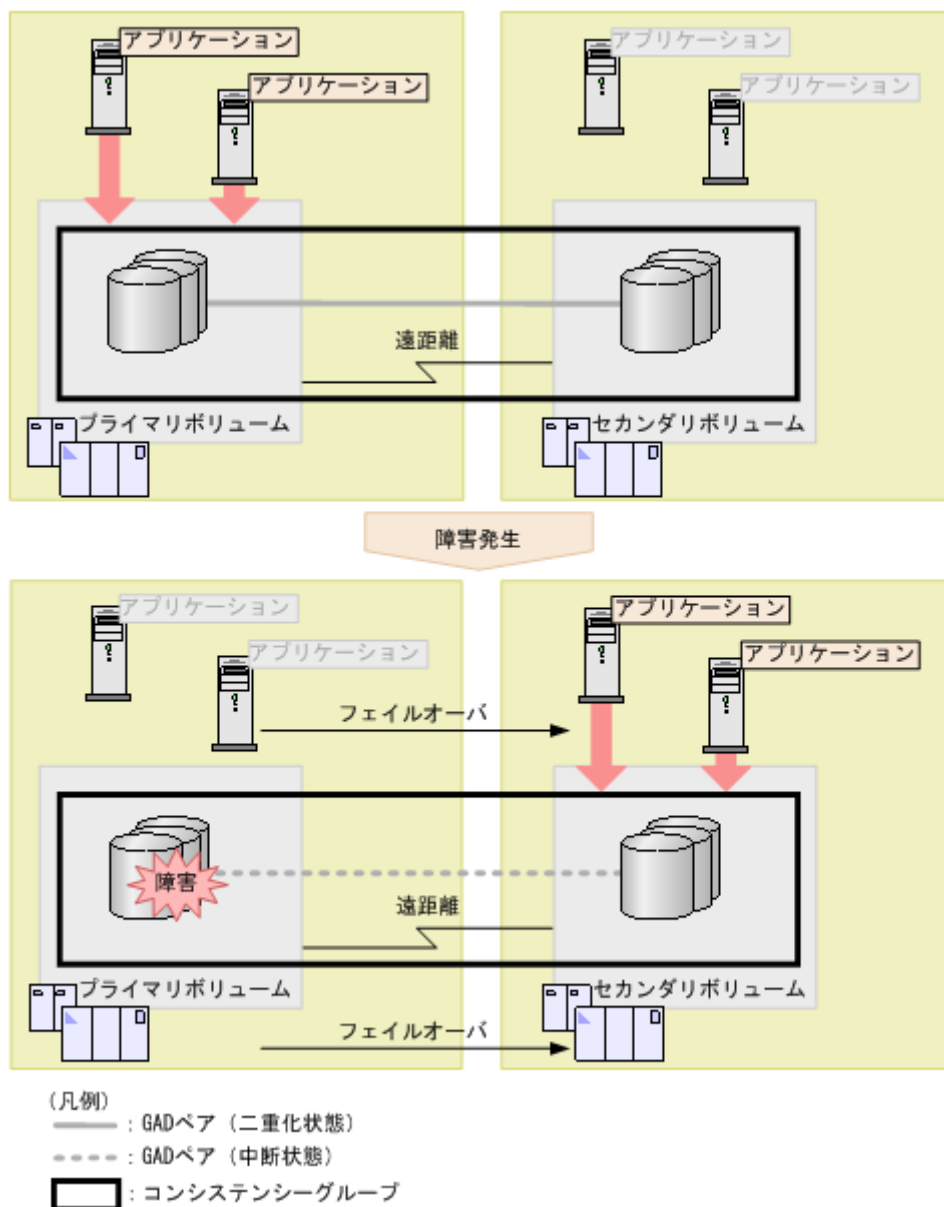 アプリケーション
アプリケーション
アプリケーション
アプリケーション
遠距離
プライマリボリューム
セカンダリボリューム
障害発生
アプリケーション
アプリケーション
アプリケーション
アプリケーション
フェイルオーバ
障害
遠距離
プライマリボリューム
セカンダリボリューム
フェイルオーバ
(凡例)
: GADペア (二重化状態)
: GADペア (中断状態)
: コンシステンシーグループ